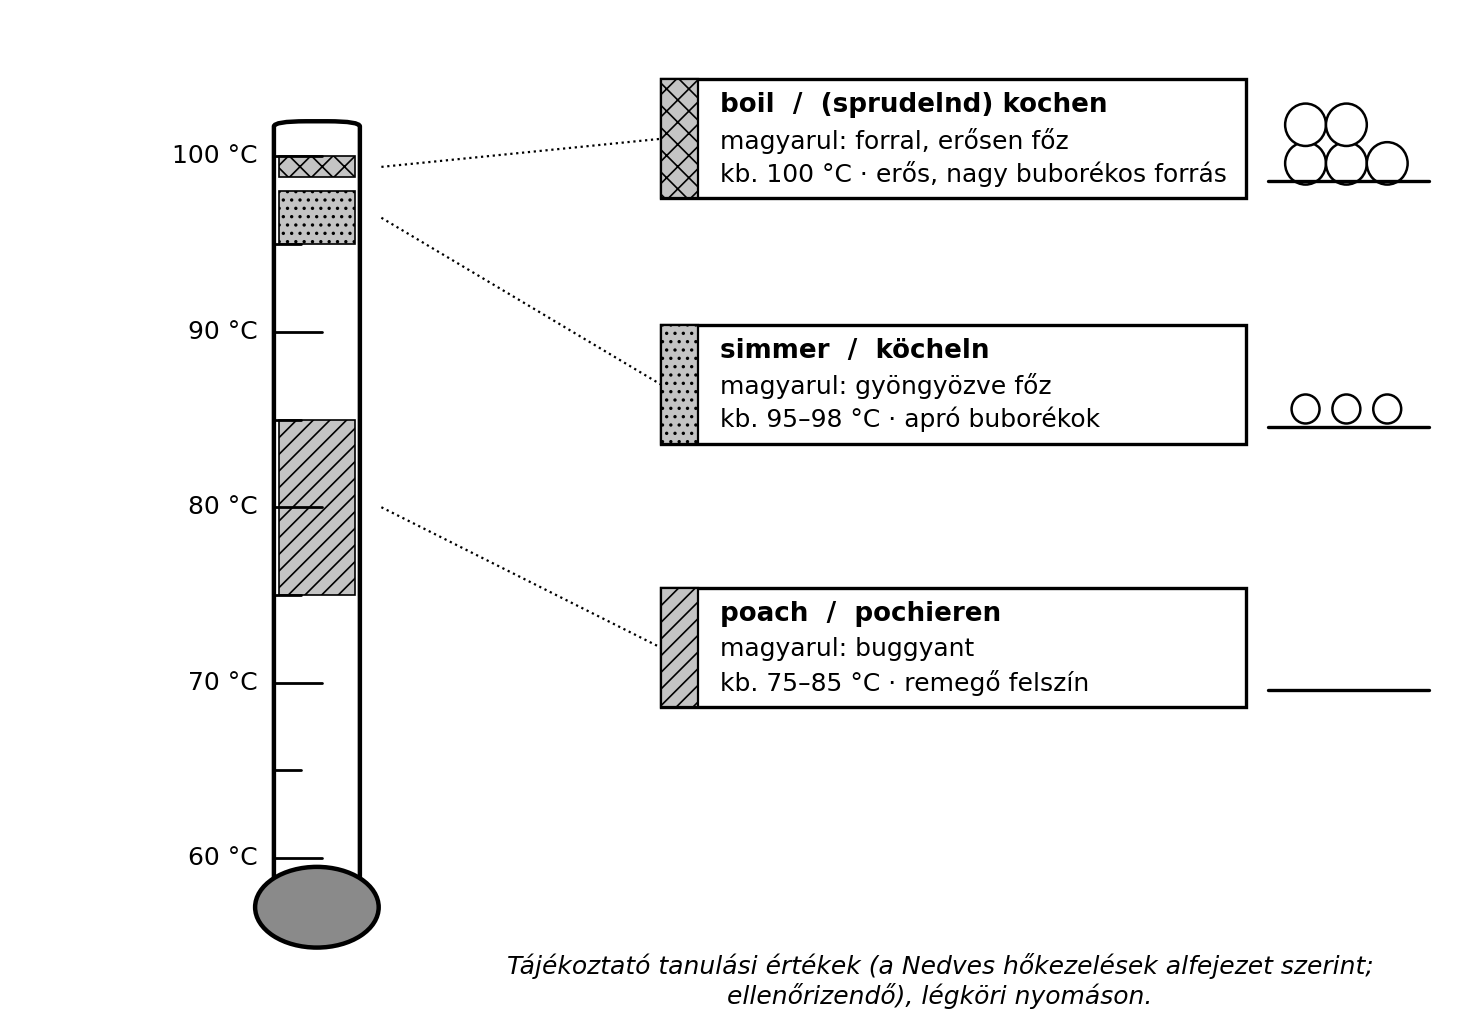 100 °C
90 °C
80 °C
70 °C
60 °C
boil / (sprudelnd) kochen
magyarul: forral, erősen főz
kb. 100 °C · erős, nagy buborékos forrás
simmer / köcheln
magyarul: gyöngyözve főz
kb. 95–98 °C · apró buborékok
poach / pochieren
magyarul: buggyant
kb. 75–85 °C · remegő felszín
Tájékoztató tanulási értékek (a Nedves hőkezelések alfejezet szerint;
ellenőrizendő), légköri nyomáson.